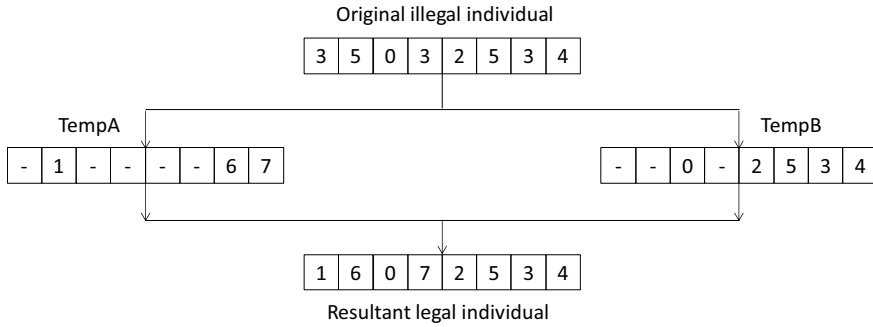 Original illegal individual
3 5 0 3 2 5 3 4
TempA TempB
- 1 - - - - 6 7 - - 0 - 2 5 3 4
1 6 0 7 2 5 3 4
Resultant legal individual